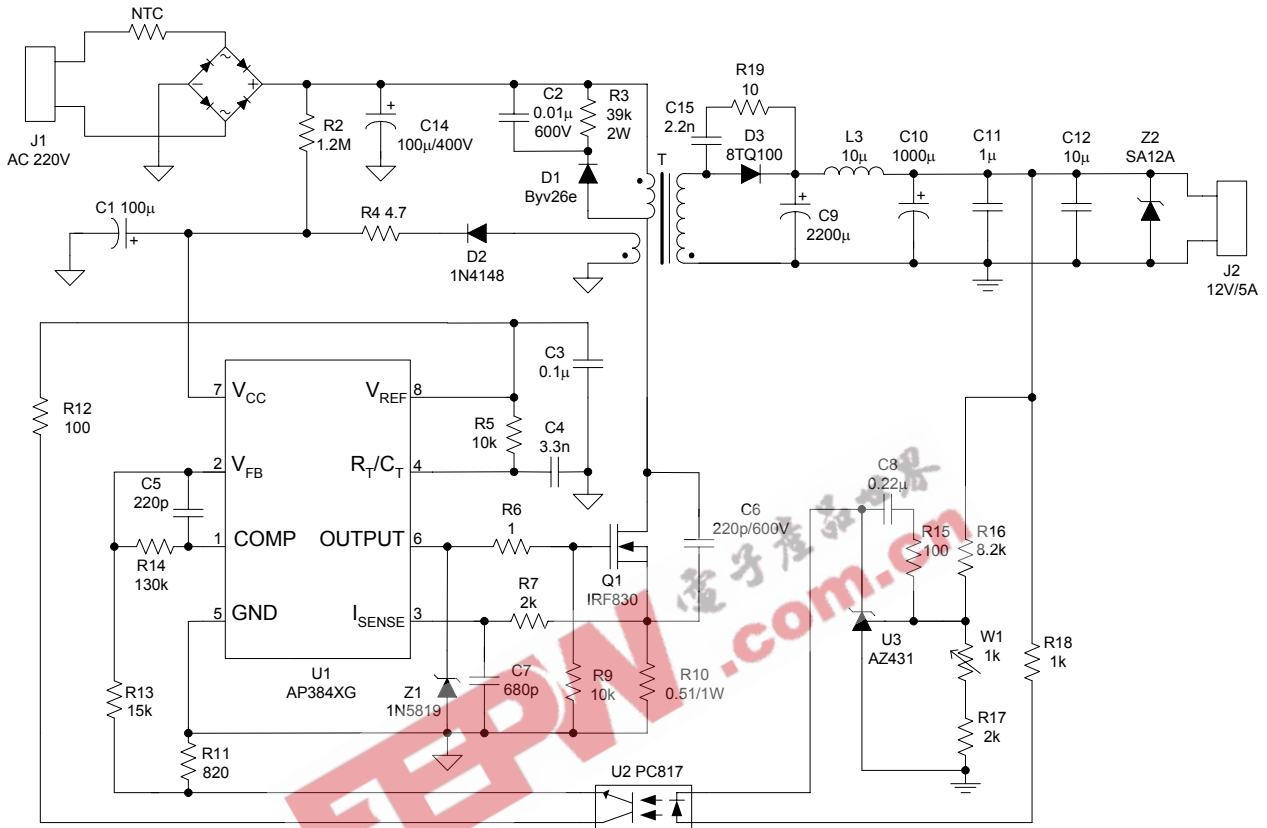 NTC
J1
AC 220V
R2
1.2M
C14
100μ/400V
C2
0.01μ
600V
R3
39k
2W
D1
Byv26e
T
C15
2.2n
R19
10
D3
8TQ100
L3
10μ
C9
2200μ
C10
1000μ
C11
1μ
C12
10μ
Z2
SA12A
J2
12V/5A
C1 100μ
R4 4.7
D2
1N4148
R12
100
7 VCC
VREF 8
2 VFB
RT/CT 4
1 COMP
OUTPUT 6
5 GND
ISENSE 3
U1
AP384XG
C3
0.1μ
R5
10k
C4
3.3n
C5
220p
R14
130k
R13
15k
R11
820
R6
1
R7
2k
Q1
IRF830
C6
220p/600V
Z1
1N5819
C7
680p
R9
10k
R10
0.51/1W
C8
0.22μ
R15
100
R16
8.2k
U3
AZ431
W1
1k
R17
2k
R18
1k
U2 PC817
電子產品世界
EEPW
.com.cn